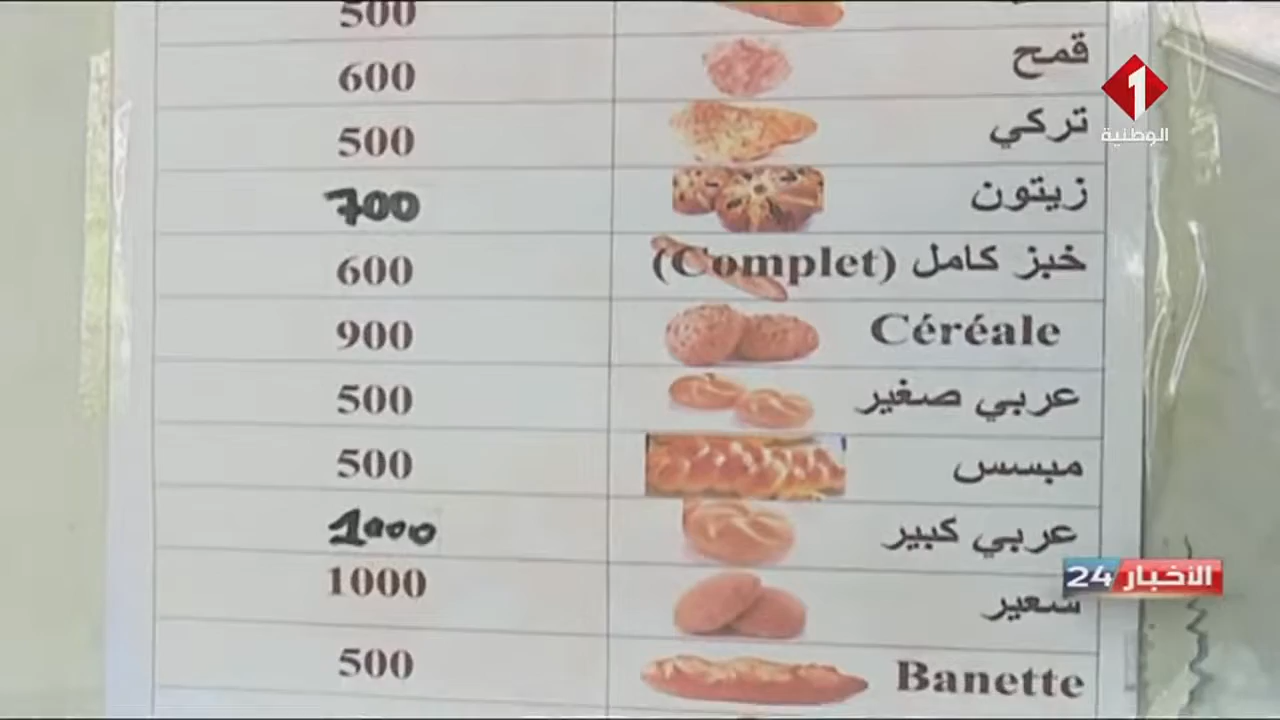 500
قمح 600
تركي 500
زيتون 700
خبز كامل (Complet) 600
Céréale 900
عربي صغير 500
مبسس 500
عربي كبير 1000
شعير 1000
Banette 500
1
الوطنية
الأخبار 24